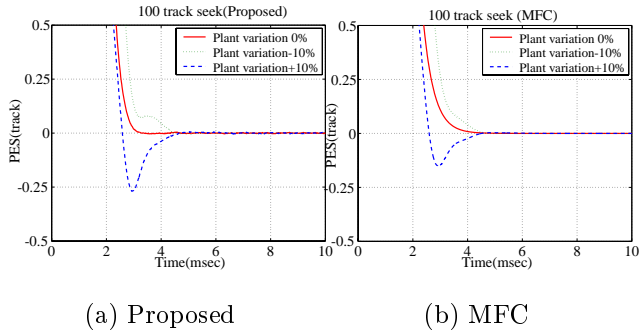 100 track seek(Proposed)
Plant variation 0%
Plant variation-10%
Plant variation+10%
PES(track)
0.5
0.25
0
-0.25
-0.5
0
2
4
6
8
10
Time(msec)
(a) Proposed
100 track seek (MFC)
Plant variation 0%
Plant variation-10%
Plant variation+10%
PES(track)
0.5
0.25
0
-0.25
-0.5
0
2
4
6
8
10
Time(msec)
(b) MFC